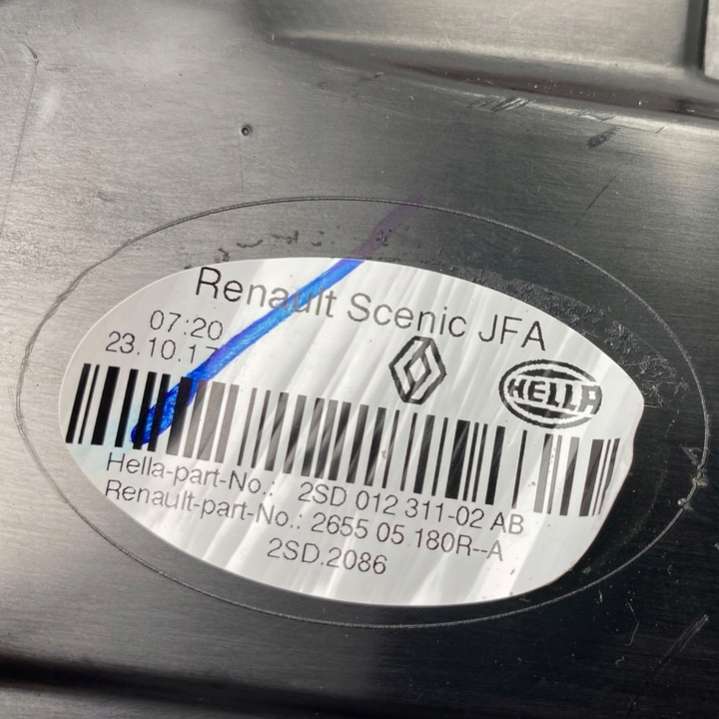 Renault Scenic JFA
07:20
23.10.17
HELLA
Hella-part-No.: 2SD 012 311-02 AB
Renault-part-No.: 2655 05 180R--A
2SD.2086